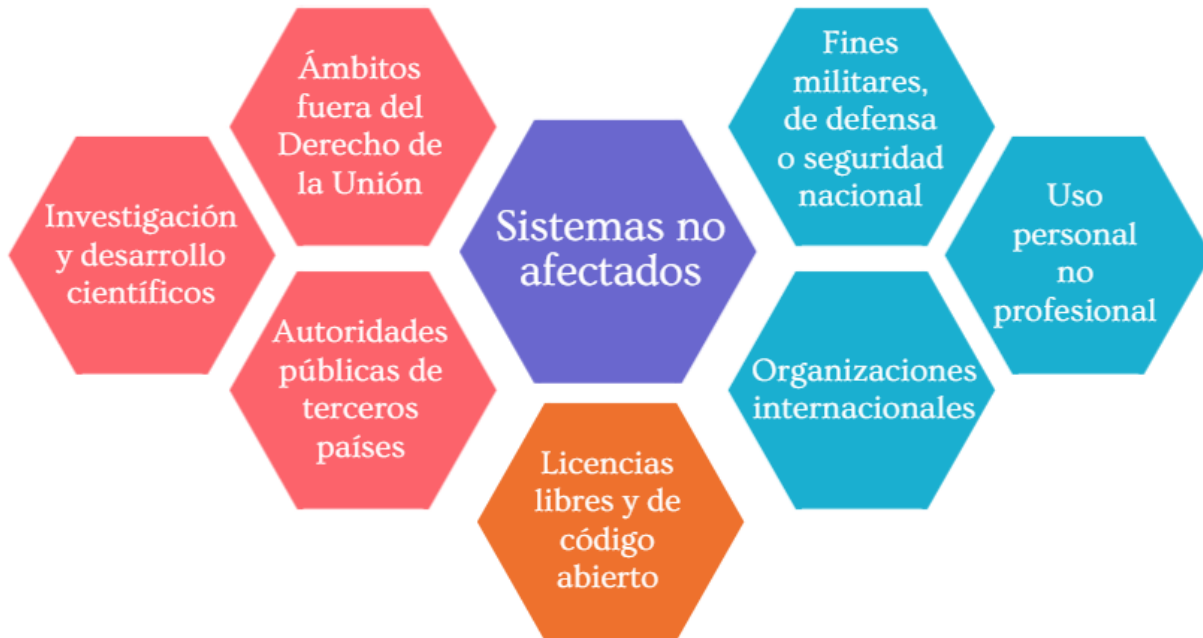 Ámbitos
fuera del
Derecho de
la Unión
Fines
militares,
de defensa
o seguridad
nacional
Investigación
y desarrollo
científicos
Sistemas no
afectados
Uso
personal
no
profesional
Autoridades
públicas de
terceros
países
Organizaciones
internacionales
Licencias
libres y de
código
abierto